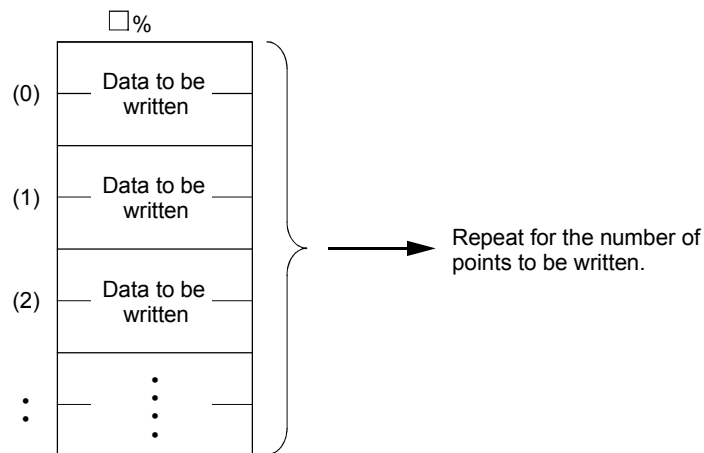 □%
(0)
Data to be
written
(1)
Data to be
written
Repeat for the number of
points to be written.
(2)
Data to be
written